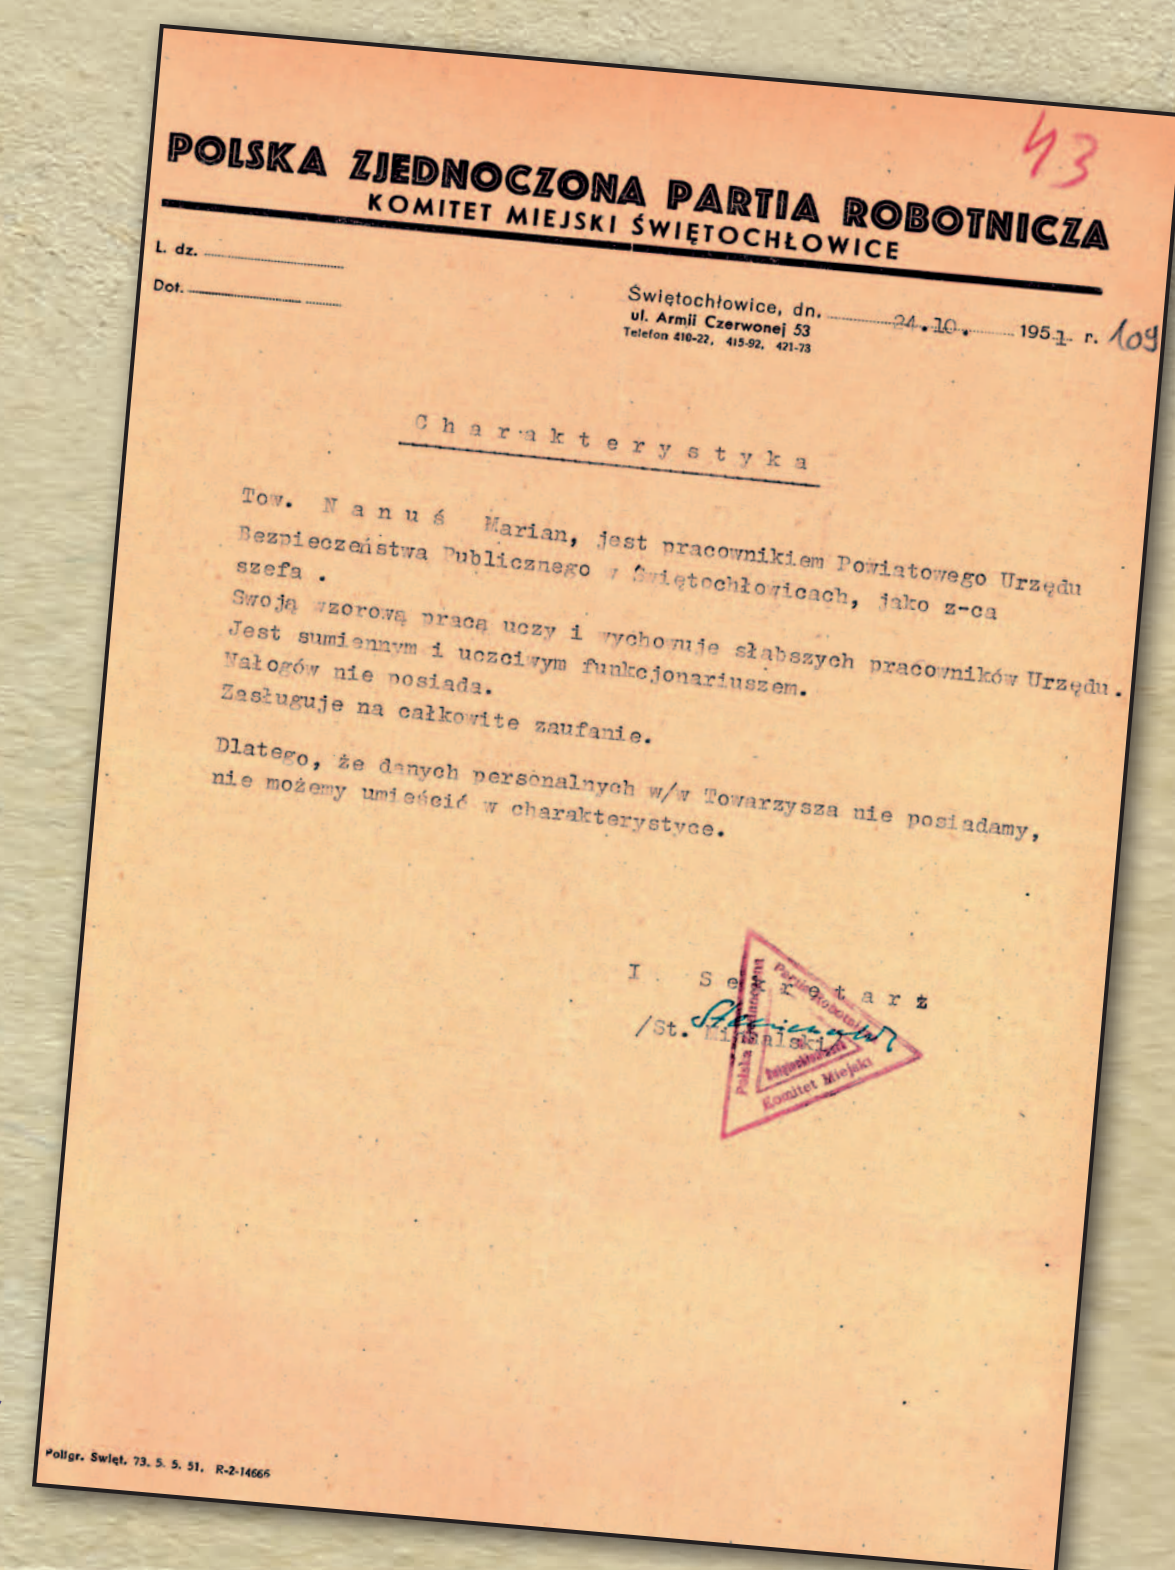 43
POLSKA ZJEDNOCZONA PARTIA ROBOTNICZA
KOMITET MIEJSKI ŚWIĘTOCHŁOWICE
L. dz.
Dot.
Świętochłowice, dn. 24.10. 1951 r. 109
ul. Armii Czerwonej 53
Telefon 410-22, 415-92, 421-73
Charakterystyka
Tow. Nanuś Marian, jest pracownikiem Powiatowego Urzędu
Bezpieczeństwa Publicznego w Świętochłowicach, jako z-ca
szefa .
Swoją wzorową pracą uczy i wychowuje słabszych pracowników Urzędu.
Jest sumiennym i uczciwym funkcjonariuszem.
Nałogów nie posiada.
Zasługuje na całkowite zaufanie.
Dlatego, że danych personalnych w/w Towarzysza nie posiadamy,
nie możemy umieścić w charakterystyce.
I Sekretarz
/St.
Polska Zjednoczona
Partia Robotnicza
Komitet Miejski
Poligr. Święt. 73. 5. 5. 51. R-2-14666